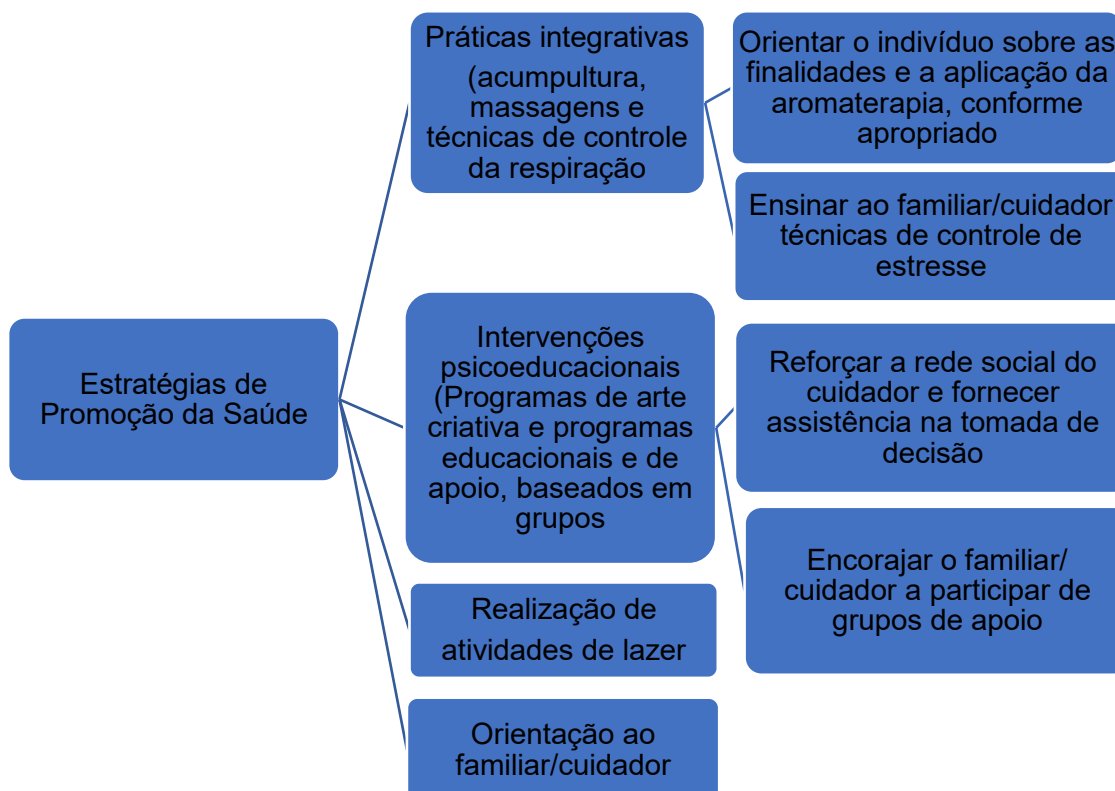 Estratégias de
Promoção da Saúde
Práticas integrativas
(acumpultura,
massagens e
técnicas de controle
da respiração
Orientar o indivíduo sobre as
finalidades e a aplicação da
aromaterapia, conforme
apropriado
Ensinar ao familiar/cuidador
técnicas de controle de
estresse
Intervenções
psicoeducacionais
(Programas de arte
criativa e programas
educacionais e de
apoio, baseados em
grupos
Reforçar a rede social do
cuidador e fornecer
assistência na tomada de
decisão
Encorajar o familiar/
cuidador a participar de
grupos de apoio
Realização de
atividades de lazer
Orientação ao
familiar/cuidador